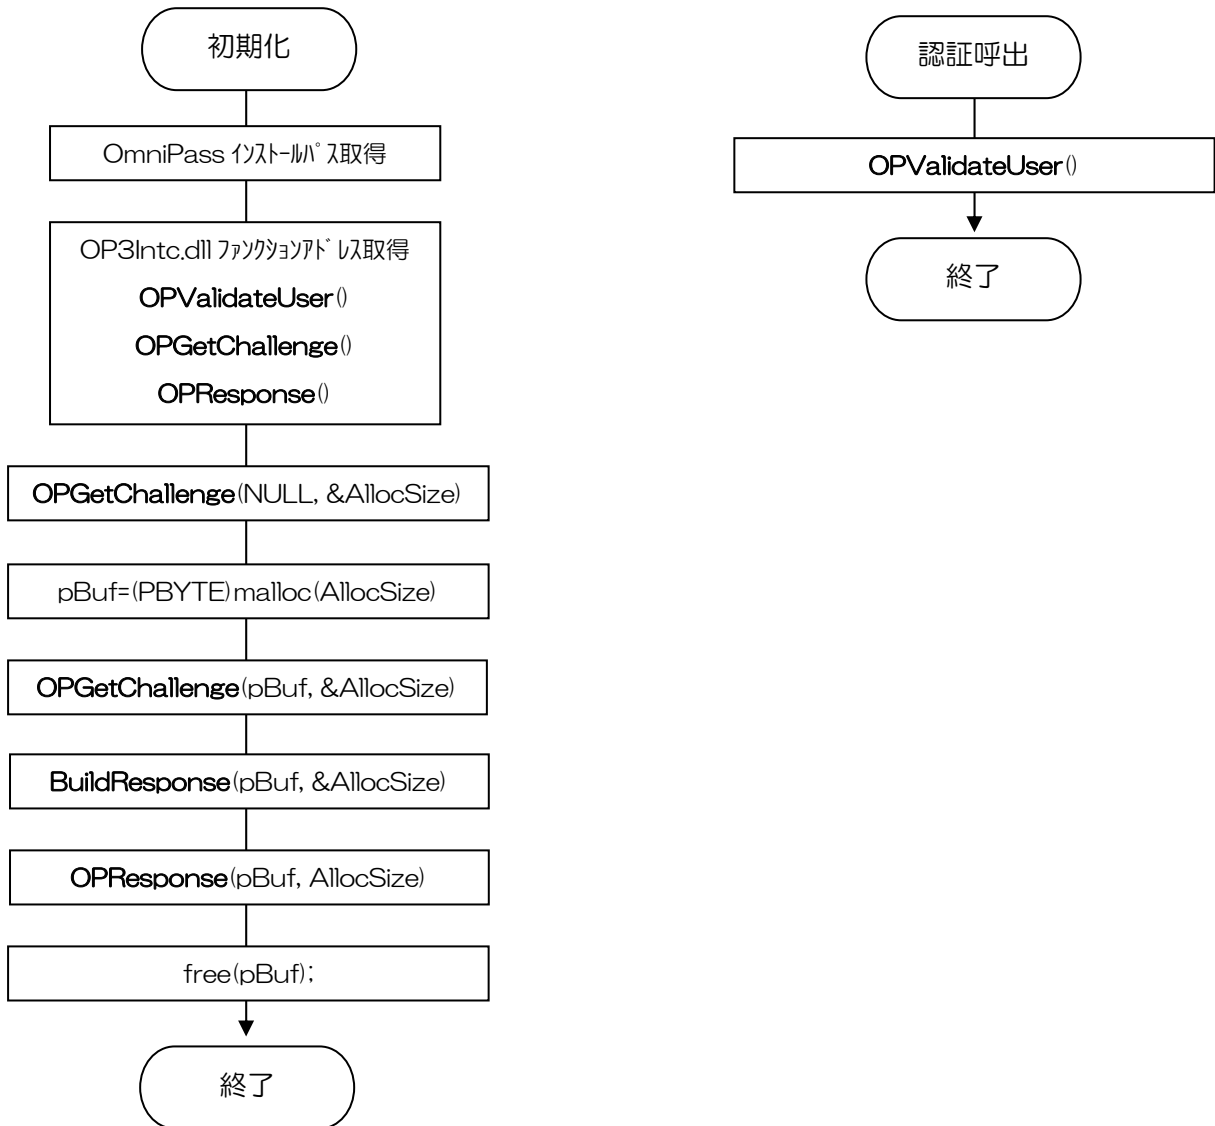 初期化
OmniPass インストールパス取得
OP3Intc.dll ファンクションアドレス取得
OPValidateUser()
OPGetChallenge()
OPResponse()
OPGetChallenge(NULL, &AllocSize)
pBuf=(PBYTE)malloc(AllocSize)
OPGetChallenge(pBuf, &AllocSize)
BuildResponse(pBuf, &AllocSize)
OPResponse(pBuf, AllocSize)
free(pBuf);
終了
認証呼出
OPValidateUser()
終了